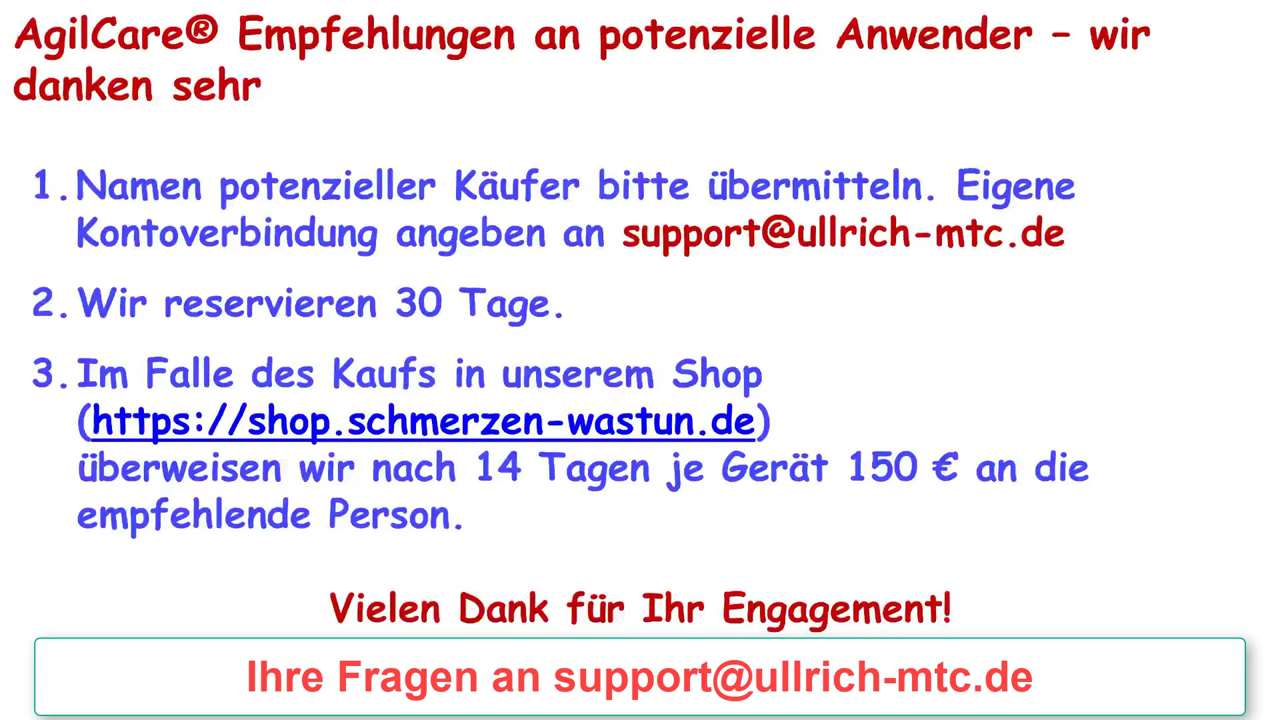 AgilCare® Empfehlungen an potenzielle Anwender – wir
danken sehr
1. Namen potenzieller Käufer bitte übermitteln. Eigene
Kontoverbindung angeben an support@ullrich-mtc.de
2. Wir reservieren 30 Tage.
3. Im Falle des Kaufs in unserem Shop
(https://shop.schmerzen-wastun.de)
überweisen wir nach 14 Tagen je Gerät 150 € an die
empfehlende Person.
Vielen Dank für Ihr Engagement!
Ihre Fragen an support@ullrich-mtc.de